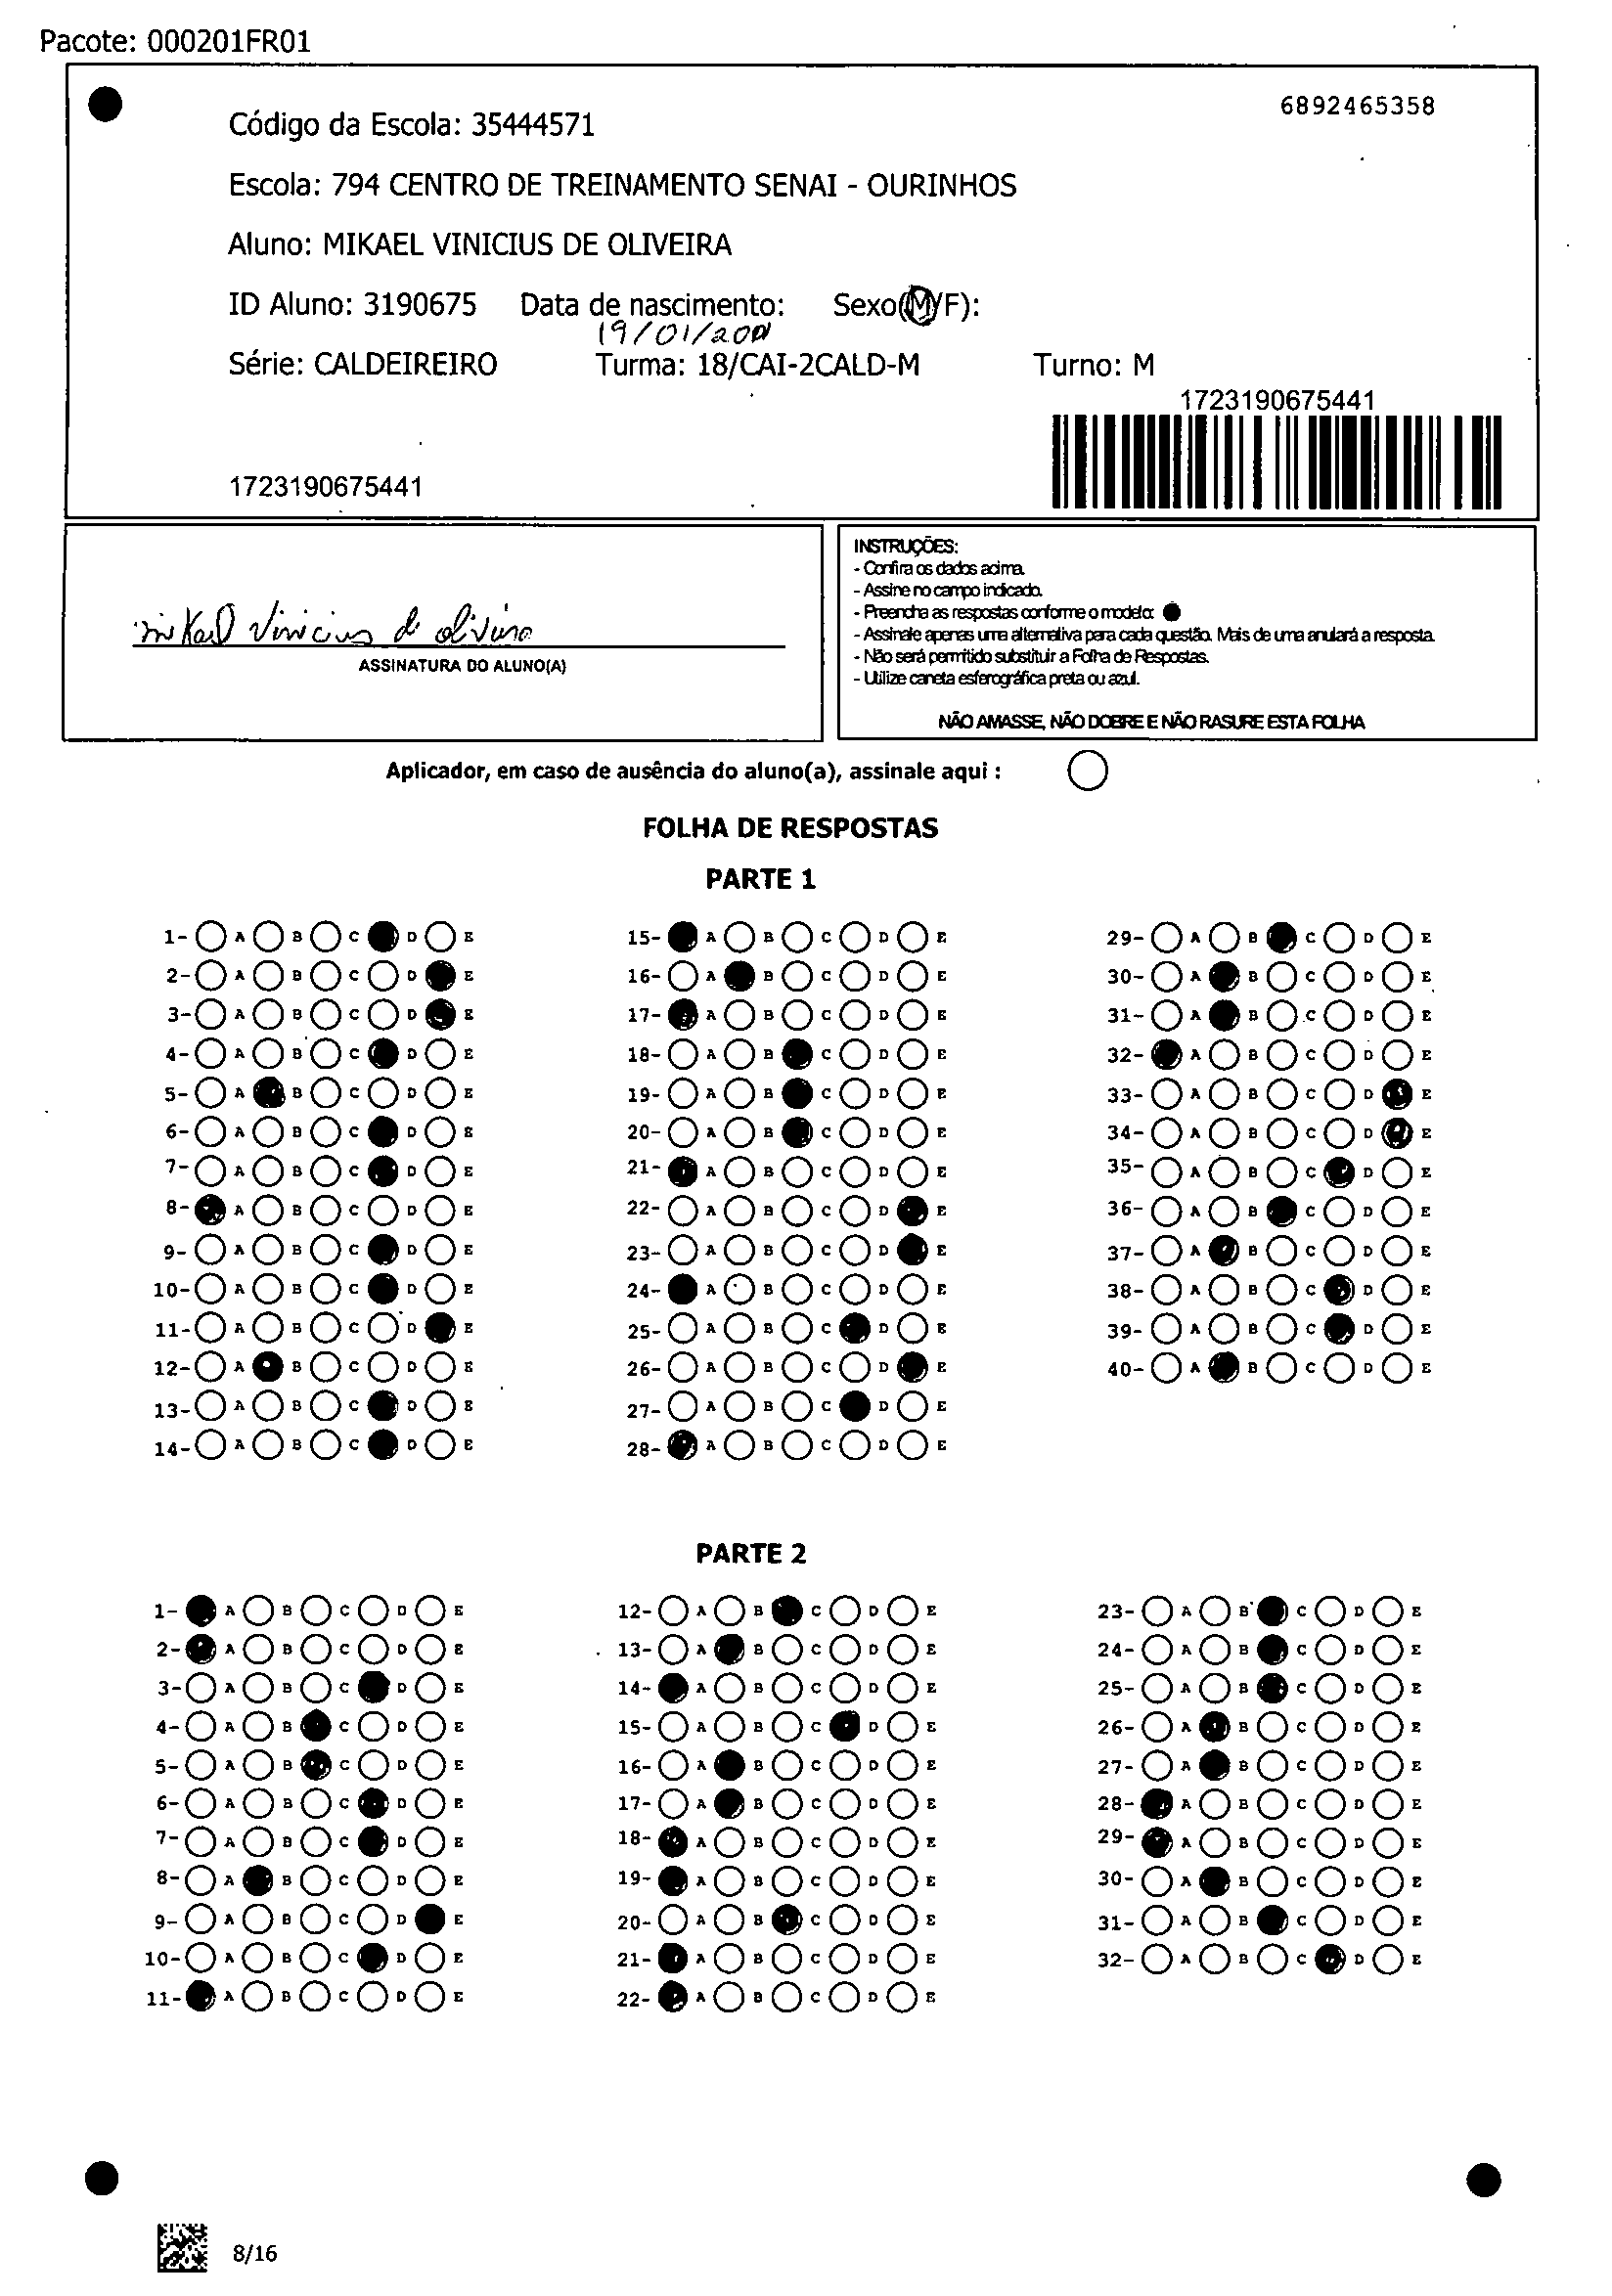 Pacote: 000201FR01
6892465358
Código da Escola: 35444571
Escola: 794 CENTRO DE TREINAMENTO SENAI - OURINHOS
Aluno: MIKAEL VINICIUS DE OLIVEIRA
ID Aluno: 3190675 Data de nascimento: Sexo(M/F):
19/01/2001
Série: CALDEIREIRO Turma: 18/CAI-2CALD-M Turno: M
1723190675441
1723190675441
mikael Vinicius de oliveira
ASSINATURA DO ALUNO(A)
INSTRUÇÕES:
- Confira os dados acima.
- Assine no campo indicado.
- Preencha as respostas conforme o modelo:
- Assinale apenas uma alternativa para cada questão. Mais de uma anulará a resposta.
- Não será permitido substituir a Folha de Respostas.
- Utilize caneta esferográfica preta ou azul.
NÃO AMASSE, NÃO DOBRE E NÃO RASURE ESTA FOLHA
Aplicador, em caso de ausência do aluno(a), assinale aqui :
FOLHA DE RESPOSTAS
PARTE 1
1- A B C D E 15- A B C D E 29- A B C D E
2- A B C D E 16- A B C D E 30- A B C D E
3- A B C D E 17- A B C D E 31- A B C D E
4- A B C D E 18- A B C D E 32- A B C D E
5- A B C D E 19- A B C D E 33- A B C D E
6- A B C D E 20- A B C D E 34- A B C D E
7- A B C D E 21- A B C D E 35- A B C D E
8- A B C D E 22- A B C D E 36- A B C D E
9- A B C D E 23- A B C D E 37- A B C D E
10- A B C D E 24- A B C D E 38- A B C D E
11- A B C D E 25- A B C D E 39- A B C D E
12- A B C D E 26- A B C D E 40- A B C D E
13- A B C D E 27- A B C D E
14- A B C D E 28- A B C D E
PARTE 2
1- A B C D E 12- A B C D E 23- A B C D E
2- A B C D E 13- A B C D E 24- A B C D E
3- A B C D E 14- A B C D E 25- A B C D E
4- A B C D E 15- A B C D E 26- A B C D E
5- A B C D E 16- A B C D E 27- A B C D E
6- A B C D E 17- A B C D E 28- A B C D E
7- A B C D E 18- A B C D E 29- A B C D E
8- A B C D E 19- A B C D E 30- A B C D E
9- A B C D E 20- A B C D E 31- A B C D E
10- A B C D E 21- A B C D E 32- A B C D E
11- A B C D E 22- A B C D E
8/16